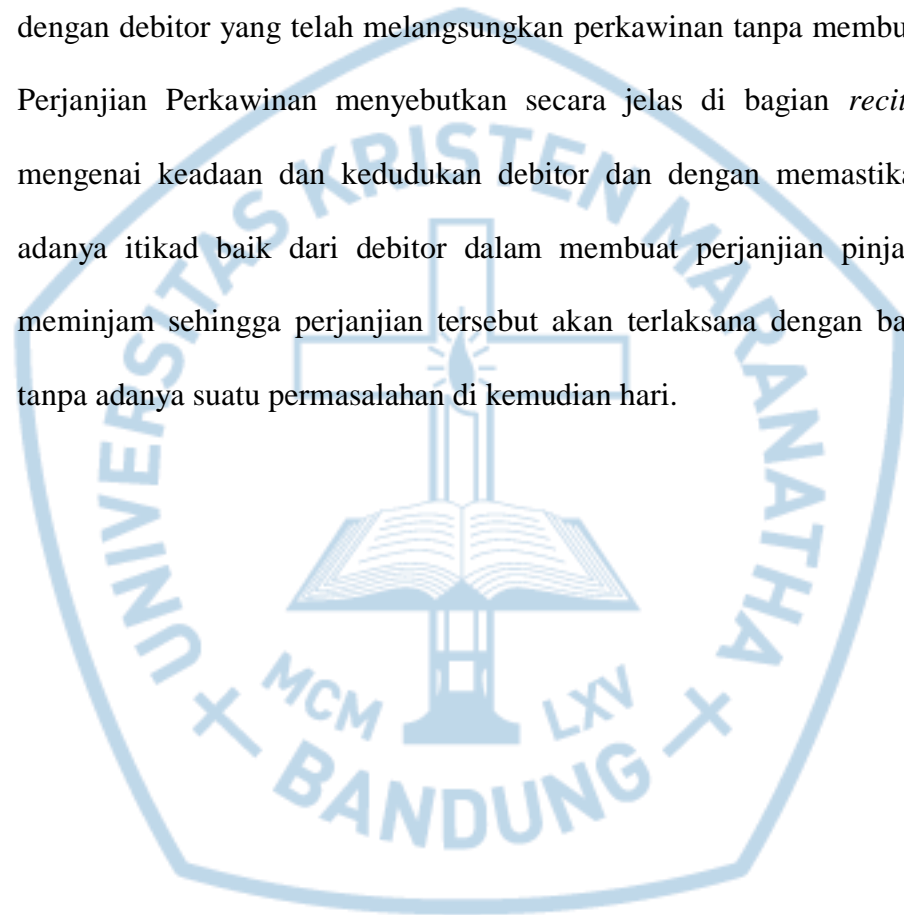 dengan debitor yang telah melangsungkan perkawinan tanpa membu
Perjanjian Perkawinan menyebutkan secara jelas di bagian recit
mengenai keadaan dan kedudukan debitor dan dengan memastika
adanya itikad baik dari debitor dalam membuat perjanjian pinja
meminjam sehingga perjanjian tersebut akan terlaksana dengan ba
tanpa adanya suatu permasalahan di kemudian hari.
UNIVERSITAS KRISTEN MARANATHA
MCM LXV
BANDUNG